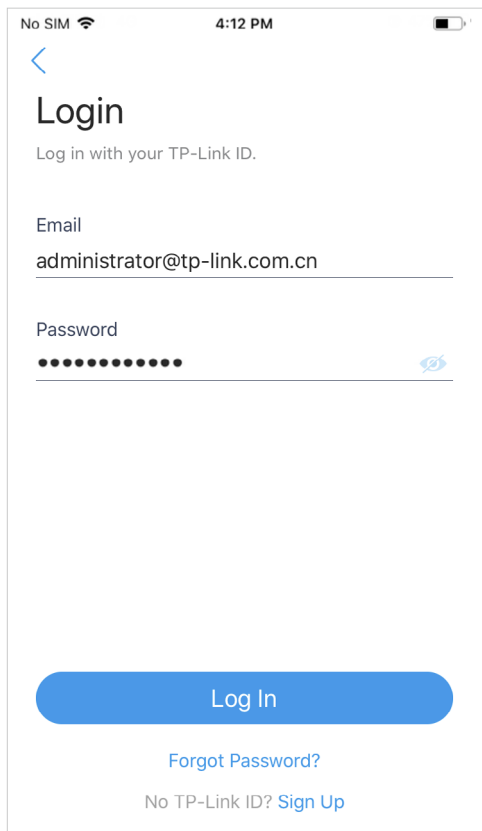 No SIM 4:12 PM
Login
Log in with your TP-Link ID.
Email
administrator@tp-link.com.cn
Password
••••••••••••
Log In
Forgot Password?
No TP-Link ID? Sign Up